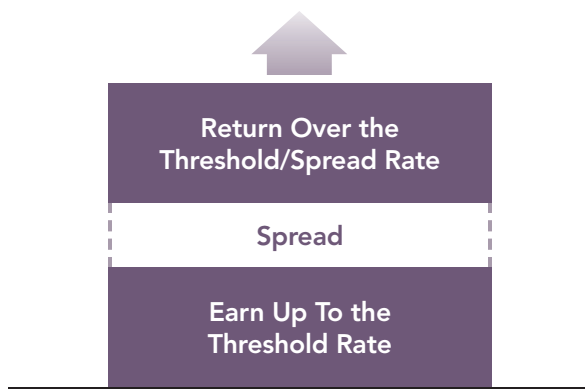 Return Over the
Threshold/Spread Rate
Spread
Earn Up To the
Threshold Rate